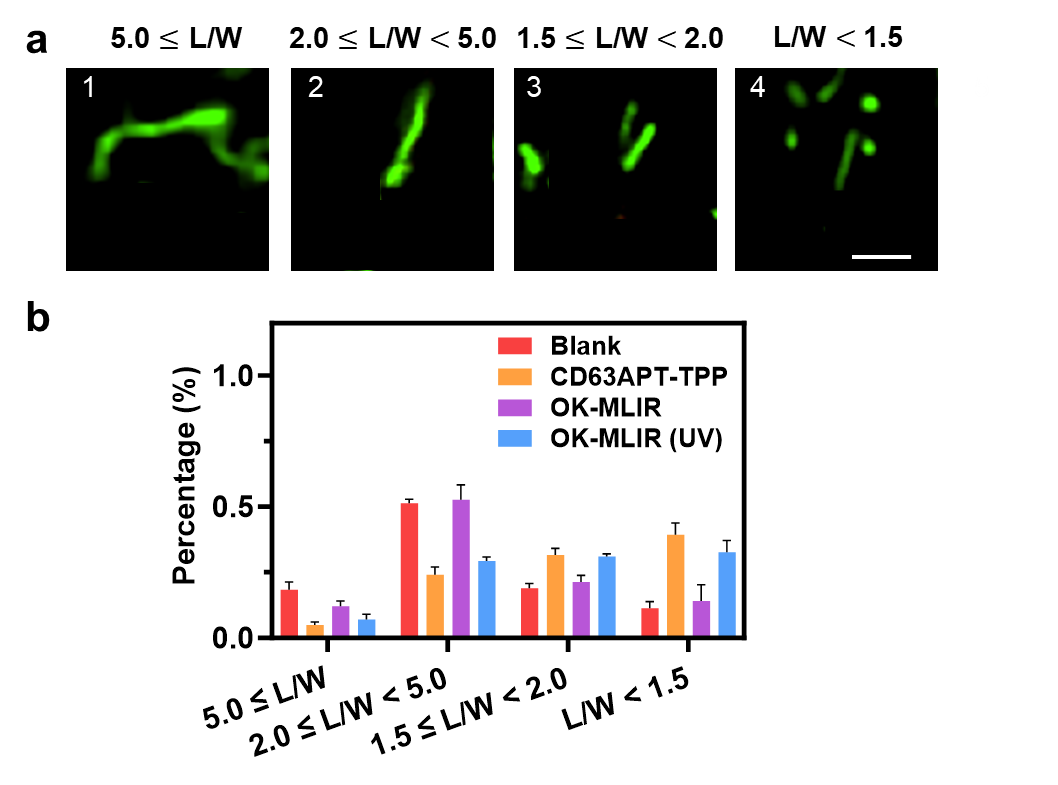 a
5.0 ≤ L/W
2.0 ≤ L/W < 5.0
1.5 ≤ L/W < 2.0
L/W < 1.5
1
2
3
4
b
Percentage (%)
1.0
0.5
0.0
Blank
CD63APT-TPP
OK-MLIR
OK-MLIR (UV)
5.0 ≤ L/W
2.0 ≤ L/W < 5.0
1.5 ≤ L/W < 2.0
L/W < 1.5